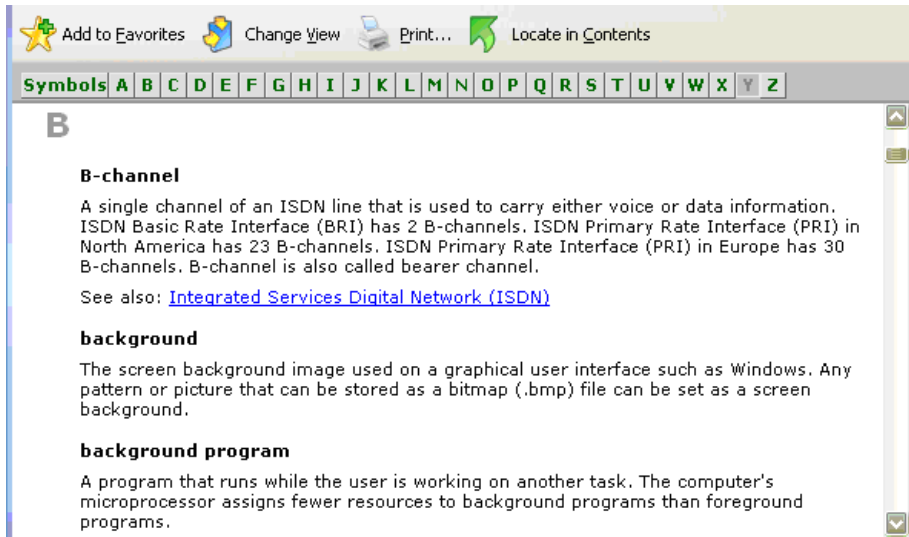 Add to Favorites Change View Print... Locate in Contents
Symbols A B C D E F G H I J K L M N O P Q R S T U V W X Y Z
B
B-channel
A single channel of an ISDN line that is used to carry either voice or data information.
ISDN Basic Rate Interface (BRI) has 2 B-channels. ISDN Primary Rate Interface (PRI) in
North America has 23 B-channels. ISDN Primary Rate Interface (PRI) in Europe has 30
B-channels. B-channel is also called bearer channel.
See also: Integrated Services Digital Network (ISDN)
background
The screen background image used on a graphical user interface such as Windows. Any
pattern or picture that can be stored as a bitmap (.bmp) file can be set as a screen
background.
background program
A program that runs while the user is working on another task. The computer's
microprocessor assigns fewer resources to background programs than foreground
programs.